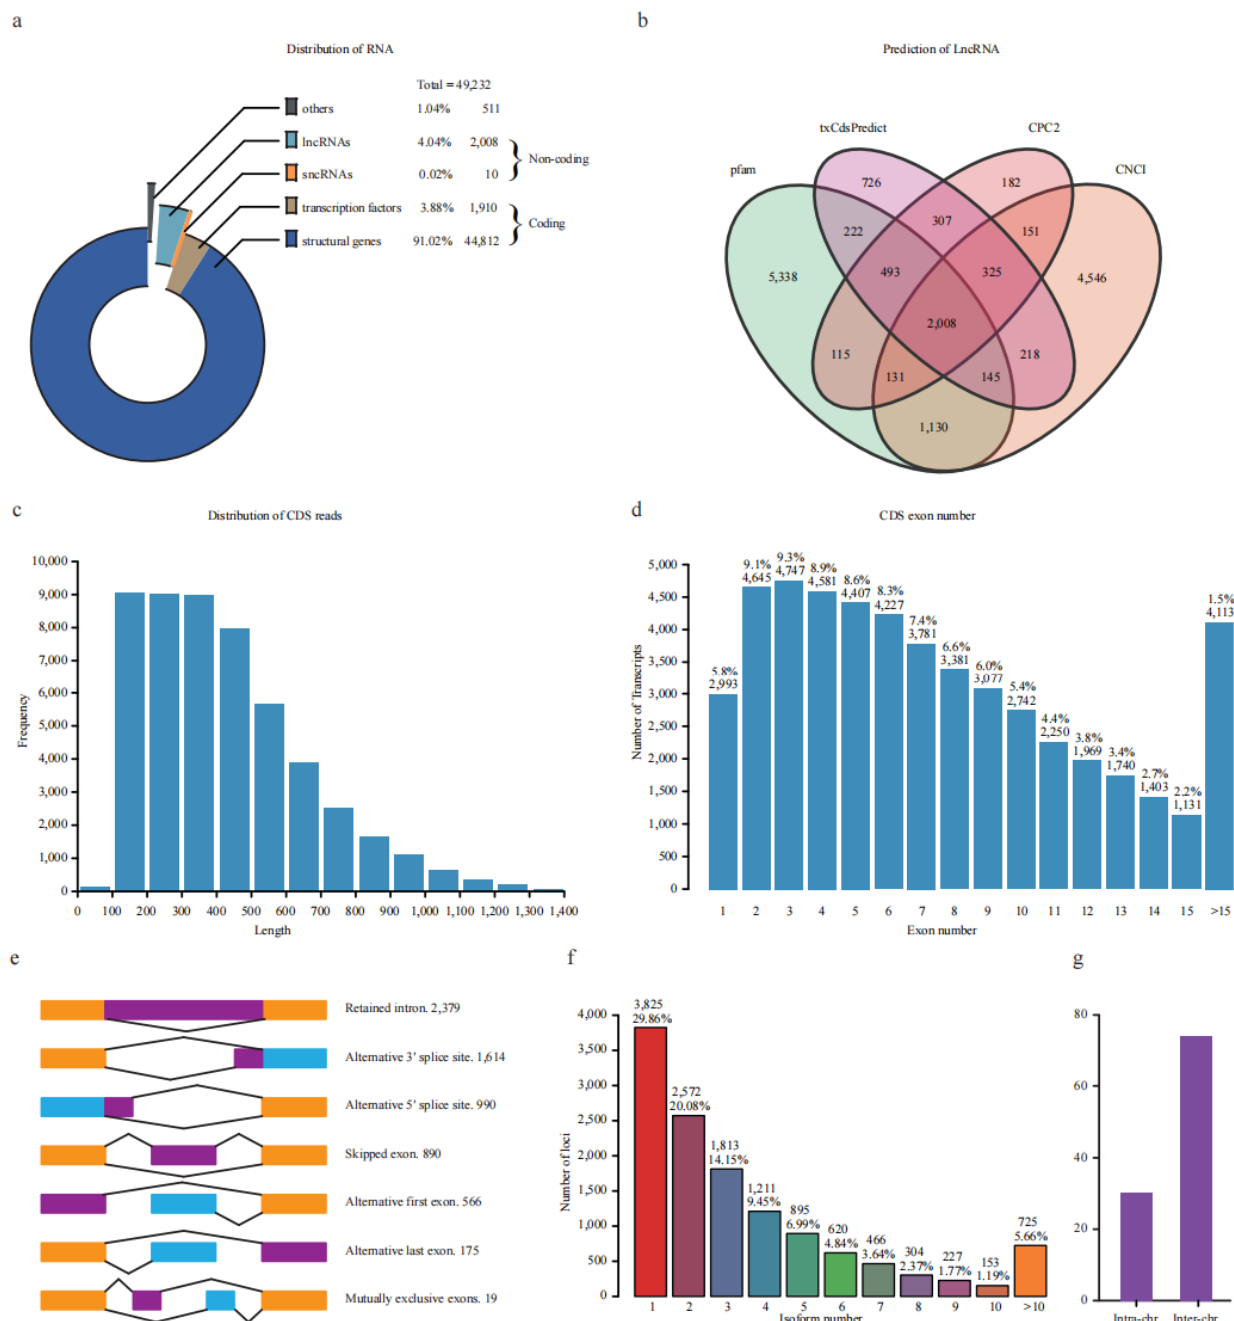 a
Distribution of RNA
Total = 49,232
others 1.04% 511
lncRNAs 4.04% 2,008
Non-coding
sncRNAs 0.02% 10
transcription factors 3.88% 1,910
Coding
structural genes 91.02% 44,812
b
Prediction of LncRNA
txCdsPredict CPC2
pfam CNCI
726 182
307
222 151
5,338 493 325 4,546
2,008
115 218
131 145
1,130
c
Distribution of CDS reads
10,000
9,000
8,000
7,000
6,000
5,000
4,000
3,000
2,000
1,000
0
Frequency
0 100 200 300 400 500 600 700 800 900 1,000 1,100 1,200 1,300 1,400
Length
d
CDS exon number
5,000
4,500
4,000
3,500
3,000
2,500
2,000
1,500
1,000
500
0
Number of Transcripts
5.8%
2,993
9.1%
4,645
9.3%
4,747
8.9%
4,581
8.6%
4,407
8.3%
4,227
7.4%
3,781
6.6%
3,381
6.0%
3,077
5.4%
2,742
4.4%
2,250
3.8%
1,969
3.4%
1,740
2.7%
1,403
2.2%
1,131
1.5%
4,113
1 2 3 4 5 6 7 8 9 10 11 12 13 14 15 >15
Exon number
e
Retained intron. 2,379
Alternative 3' splice site. 1,614
Alternative 5' splice site. 990
Skipped exon. 890
Alternative first exon. 566
Alternative last exon. 175
Mutually exclusive exons. 19
f
4,000
3,500
3,000
2,500
2,000
1,500
1,000
500
0
Number of loci
3,825
29.86%
2,572
20.08%
1,813
14.15%
1,211
9.45%
895
6.99%
620
4.84%
466
3.64%
304
2.37%
227
1.77%
153
1.19%
725
5.66%
1 2 3 4 5 6 7 8 9 10 >10
Isoform number
g
80
60
40
20
0
Intra-chr Inter-chr